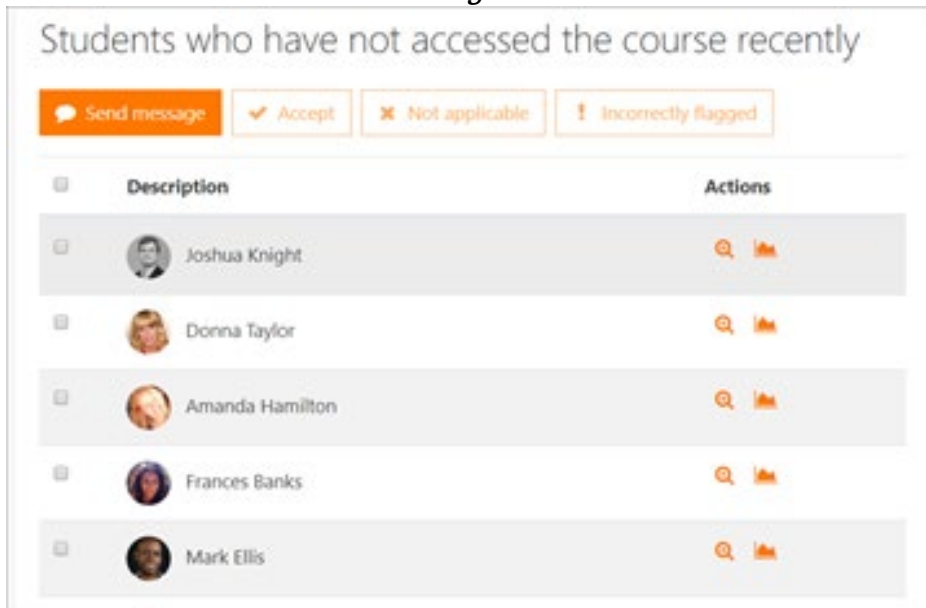 Students who have not accessed the course recently
Send message Accept Not applicable Incorrectly flagged
Description Actions
Joshua Knight
Donna Taylor
Amanda Hamilton
Frances Banks
Mark Ellis